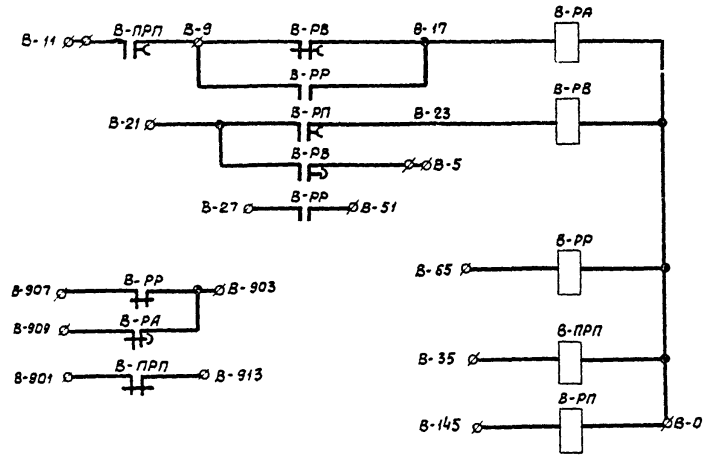 В-11 В-ПРП В-9 В-РВ В-17 В-РА
В-РР
В-РВ
В-21 В-РП В-23
В-РВ В-5
В-27 В-РР В-51
В-65 В-РР
В-907 В-РР В-903
В-909 В-РА
В-901 В-ПРП В-913
В-35 В-ПРП
В-145 В-РП В-0